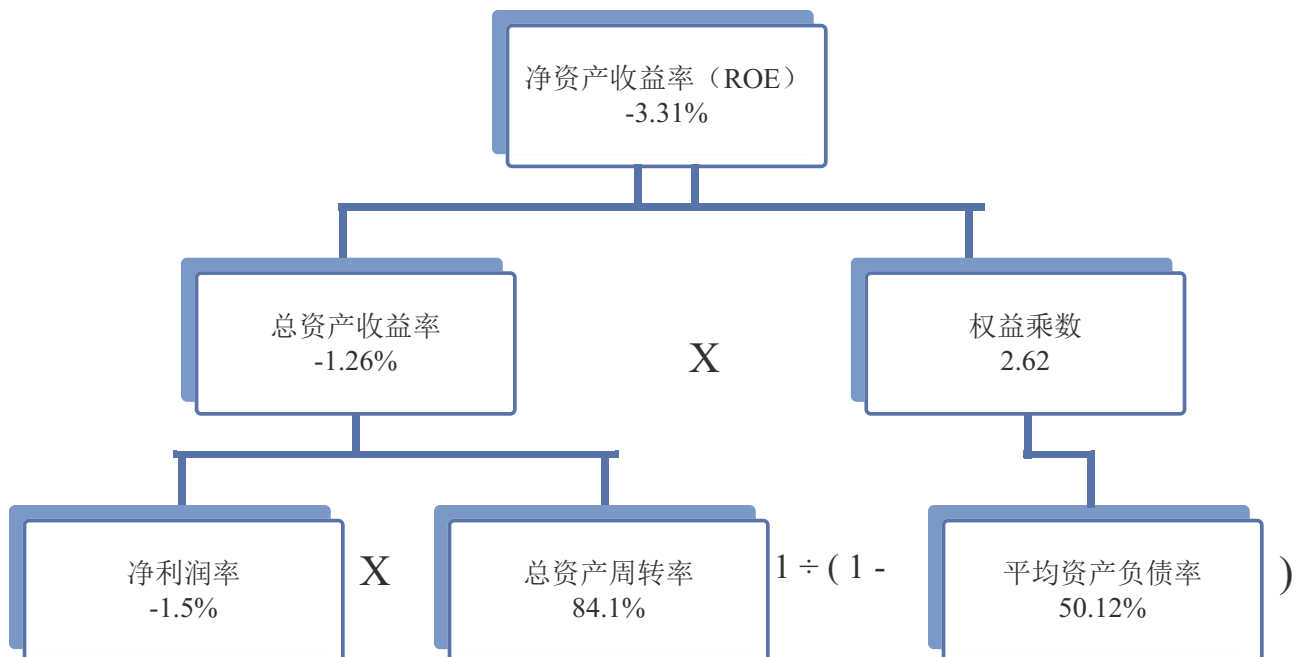 净资产收益率（ROE）
-3.31%
总资产收益率
-1.26%
X
权益乘数
2.62
净利润率
-1.5%
X
总资产周转率
84.1%
1 ÷ ( 1 -
平均资产负债率
50.12%
)